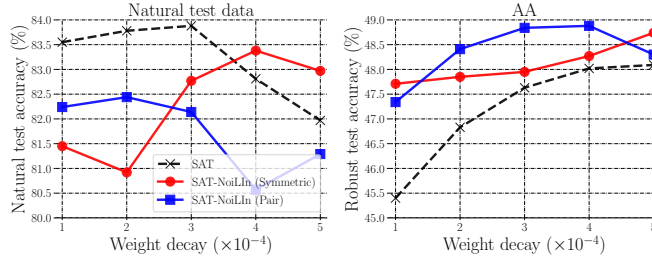 Natural test data
Natural test accuracy (%)
84.0
83.5
83.0
82.5
82.0
81.5
81.0
80.5
80.0
1 2 3 4 5
Weight decay (×10⁻⁴)
SAT
SAT-NoiLIn (Symmetric)
SAT-NoiLIn (Pair)
AA
Robust test accuracy (%)
49.0
48.5
48.0
47.5
47.0
46.5
46.0
45.5
45.0
1 2 3 4 5
Weight decay (×10⁻⁴)